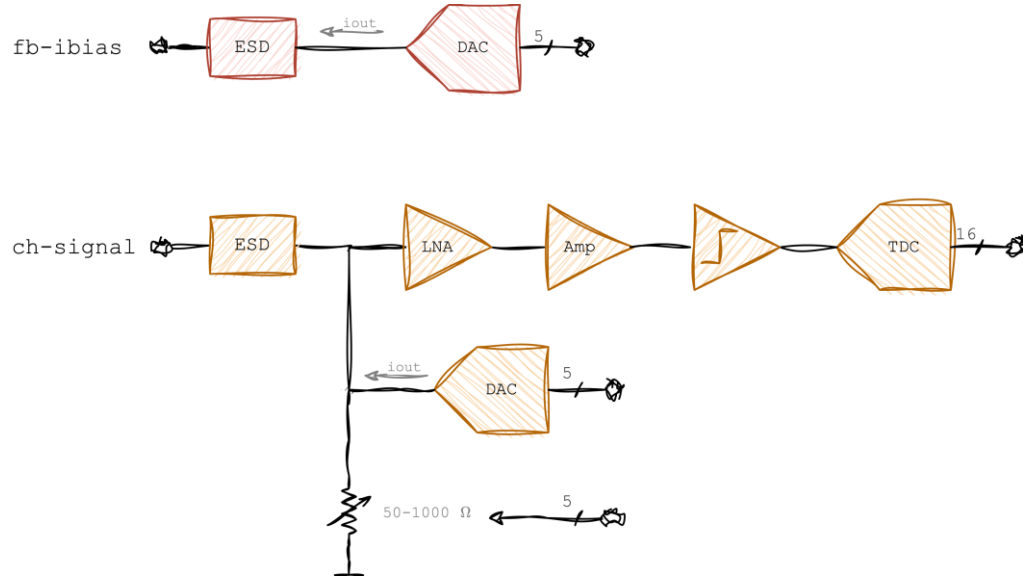 iout
fb-ibias ESD DAC 5
ch-signal ESD LNA Amp TDC 16
iout
DAC 5
50-1000 Ω 5